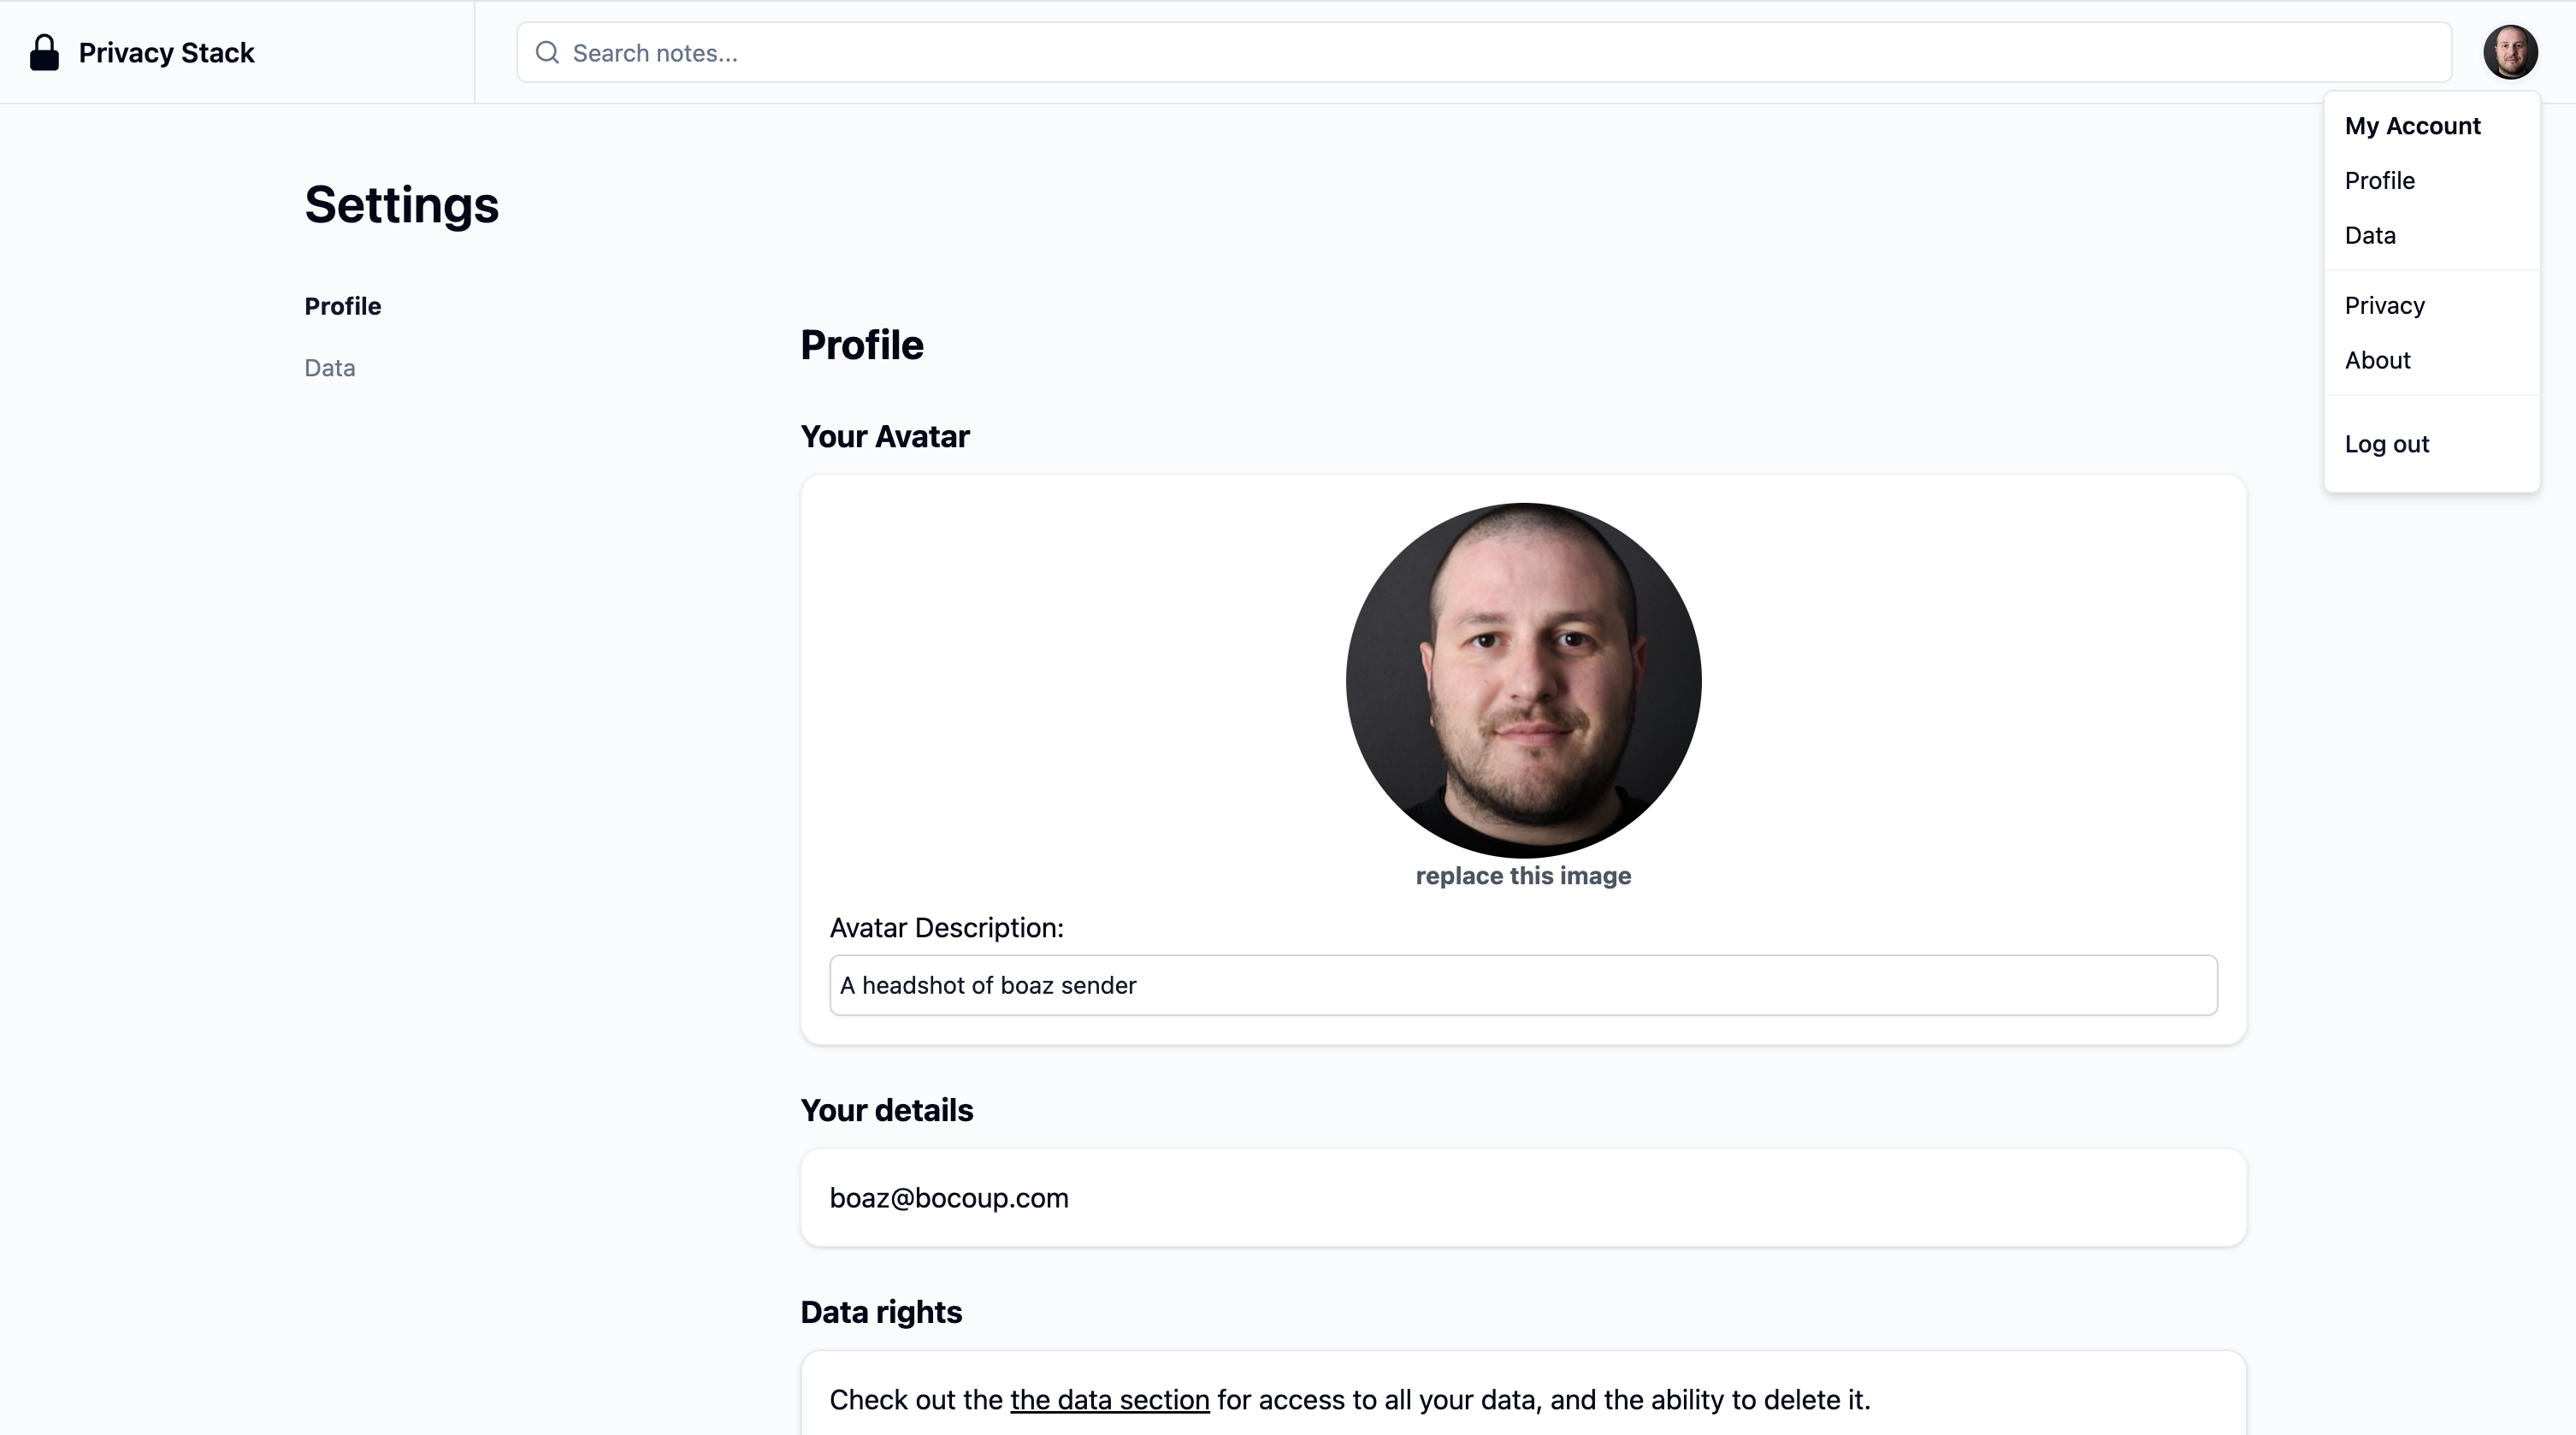 Privacy Stack
Search notes...
My Account
Profile
Data
Privacy
About
Log out
Settings
Profile
Data
Profile
Your Avatar
replace this image
Avatar Description:
A headshot of boaz sender
Your details
boaz@bocoup.com
Data rights
Check out the the data section for access to all your data, and the ability to delete it.